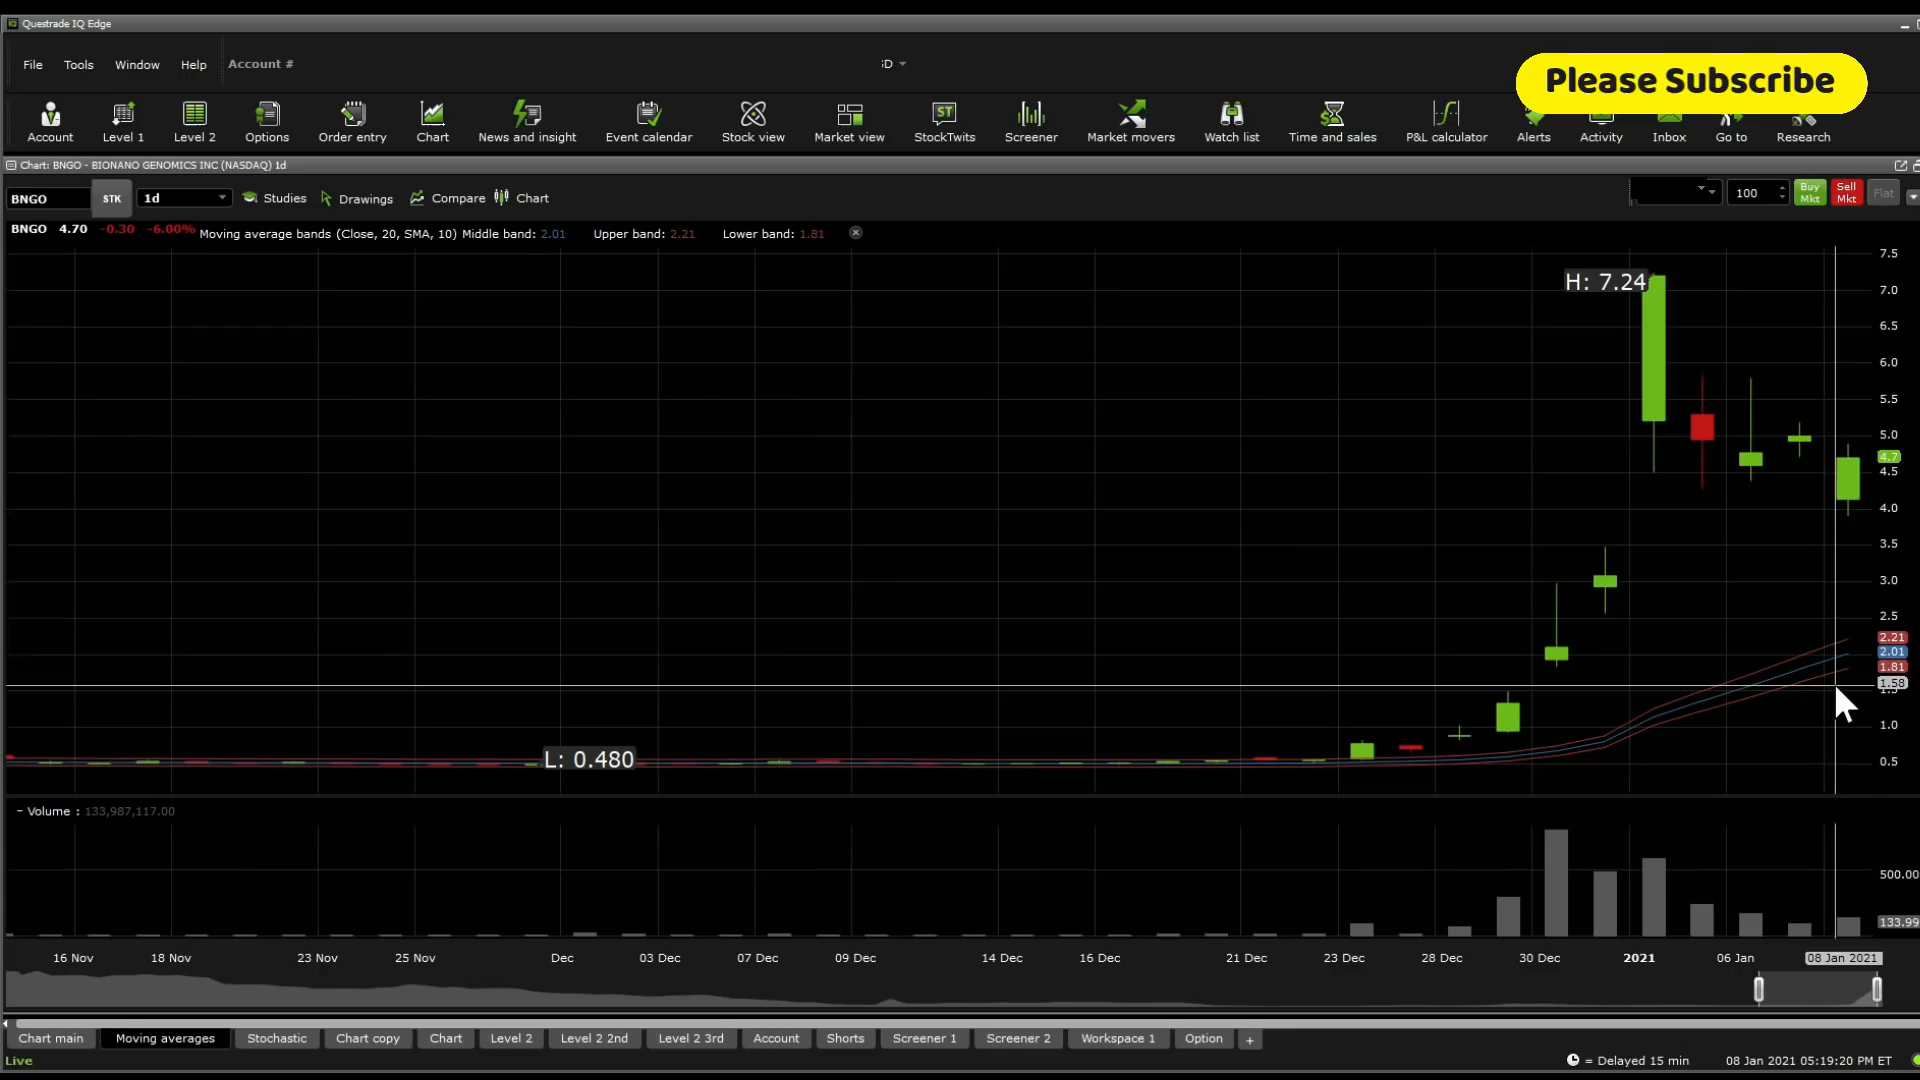 Questrade IQ Edge
File Tools Window Help Account #
Please Subscribe
Account Level 1 Level 2 Options Order entry Chart News and insight Event calendar Stock view Market view StockTwits Screener Market movers Watch list Time and sales P&L calculator Alerts Activity Inbox Go to Research
Chart: BNGO - BIONANO GENOMICS INC (NASDAQ) 1d
BNGO STK 1d Studies Drawings Compare Chart 100 Buy Mkt Sell Mkt Flat
BNGO 4.70 -0.30 -6.00% Moving average bands (Close, 20, SMA, 10) Middle band: 2.01 Upper band: 2.21 Lower band: 1.81
7.5
H: 7.24
7.0
6.5
6.0
5.5
5.0
4.7
4.5
4.0
3.5
3.0
2.5
2.21
2.01
1.81
1.58
1.0
L: 0.480
0.5
- Volume : 133,987,117.00
500.00
133.99
16 Nov 18 Nov 23 Nov 25 Nov Dec 03 Dec 07 Dec 09 Dec 14 Dec 16 Dec 21 Dec 23 Dec 28 Dec 30 Dec 2021 06 Jan 08 Jan 2021
Chart main Moving averages Stochastic Chart copy Chart Level 2 Level 2 2nd Level 2 3rd Account Shorts Screener 1 Screener 2 Workspace 1 Option +
Live = Delayed 15 min 08 Jan 2021 05:19:20 PM ET